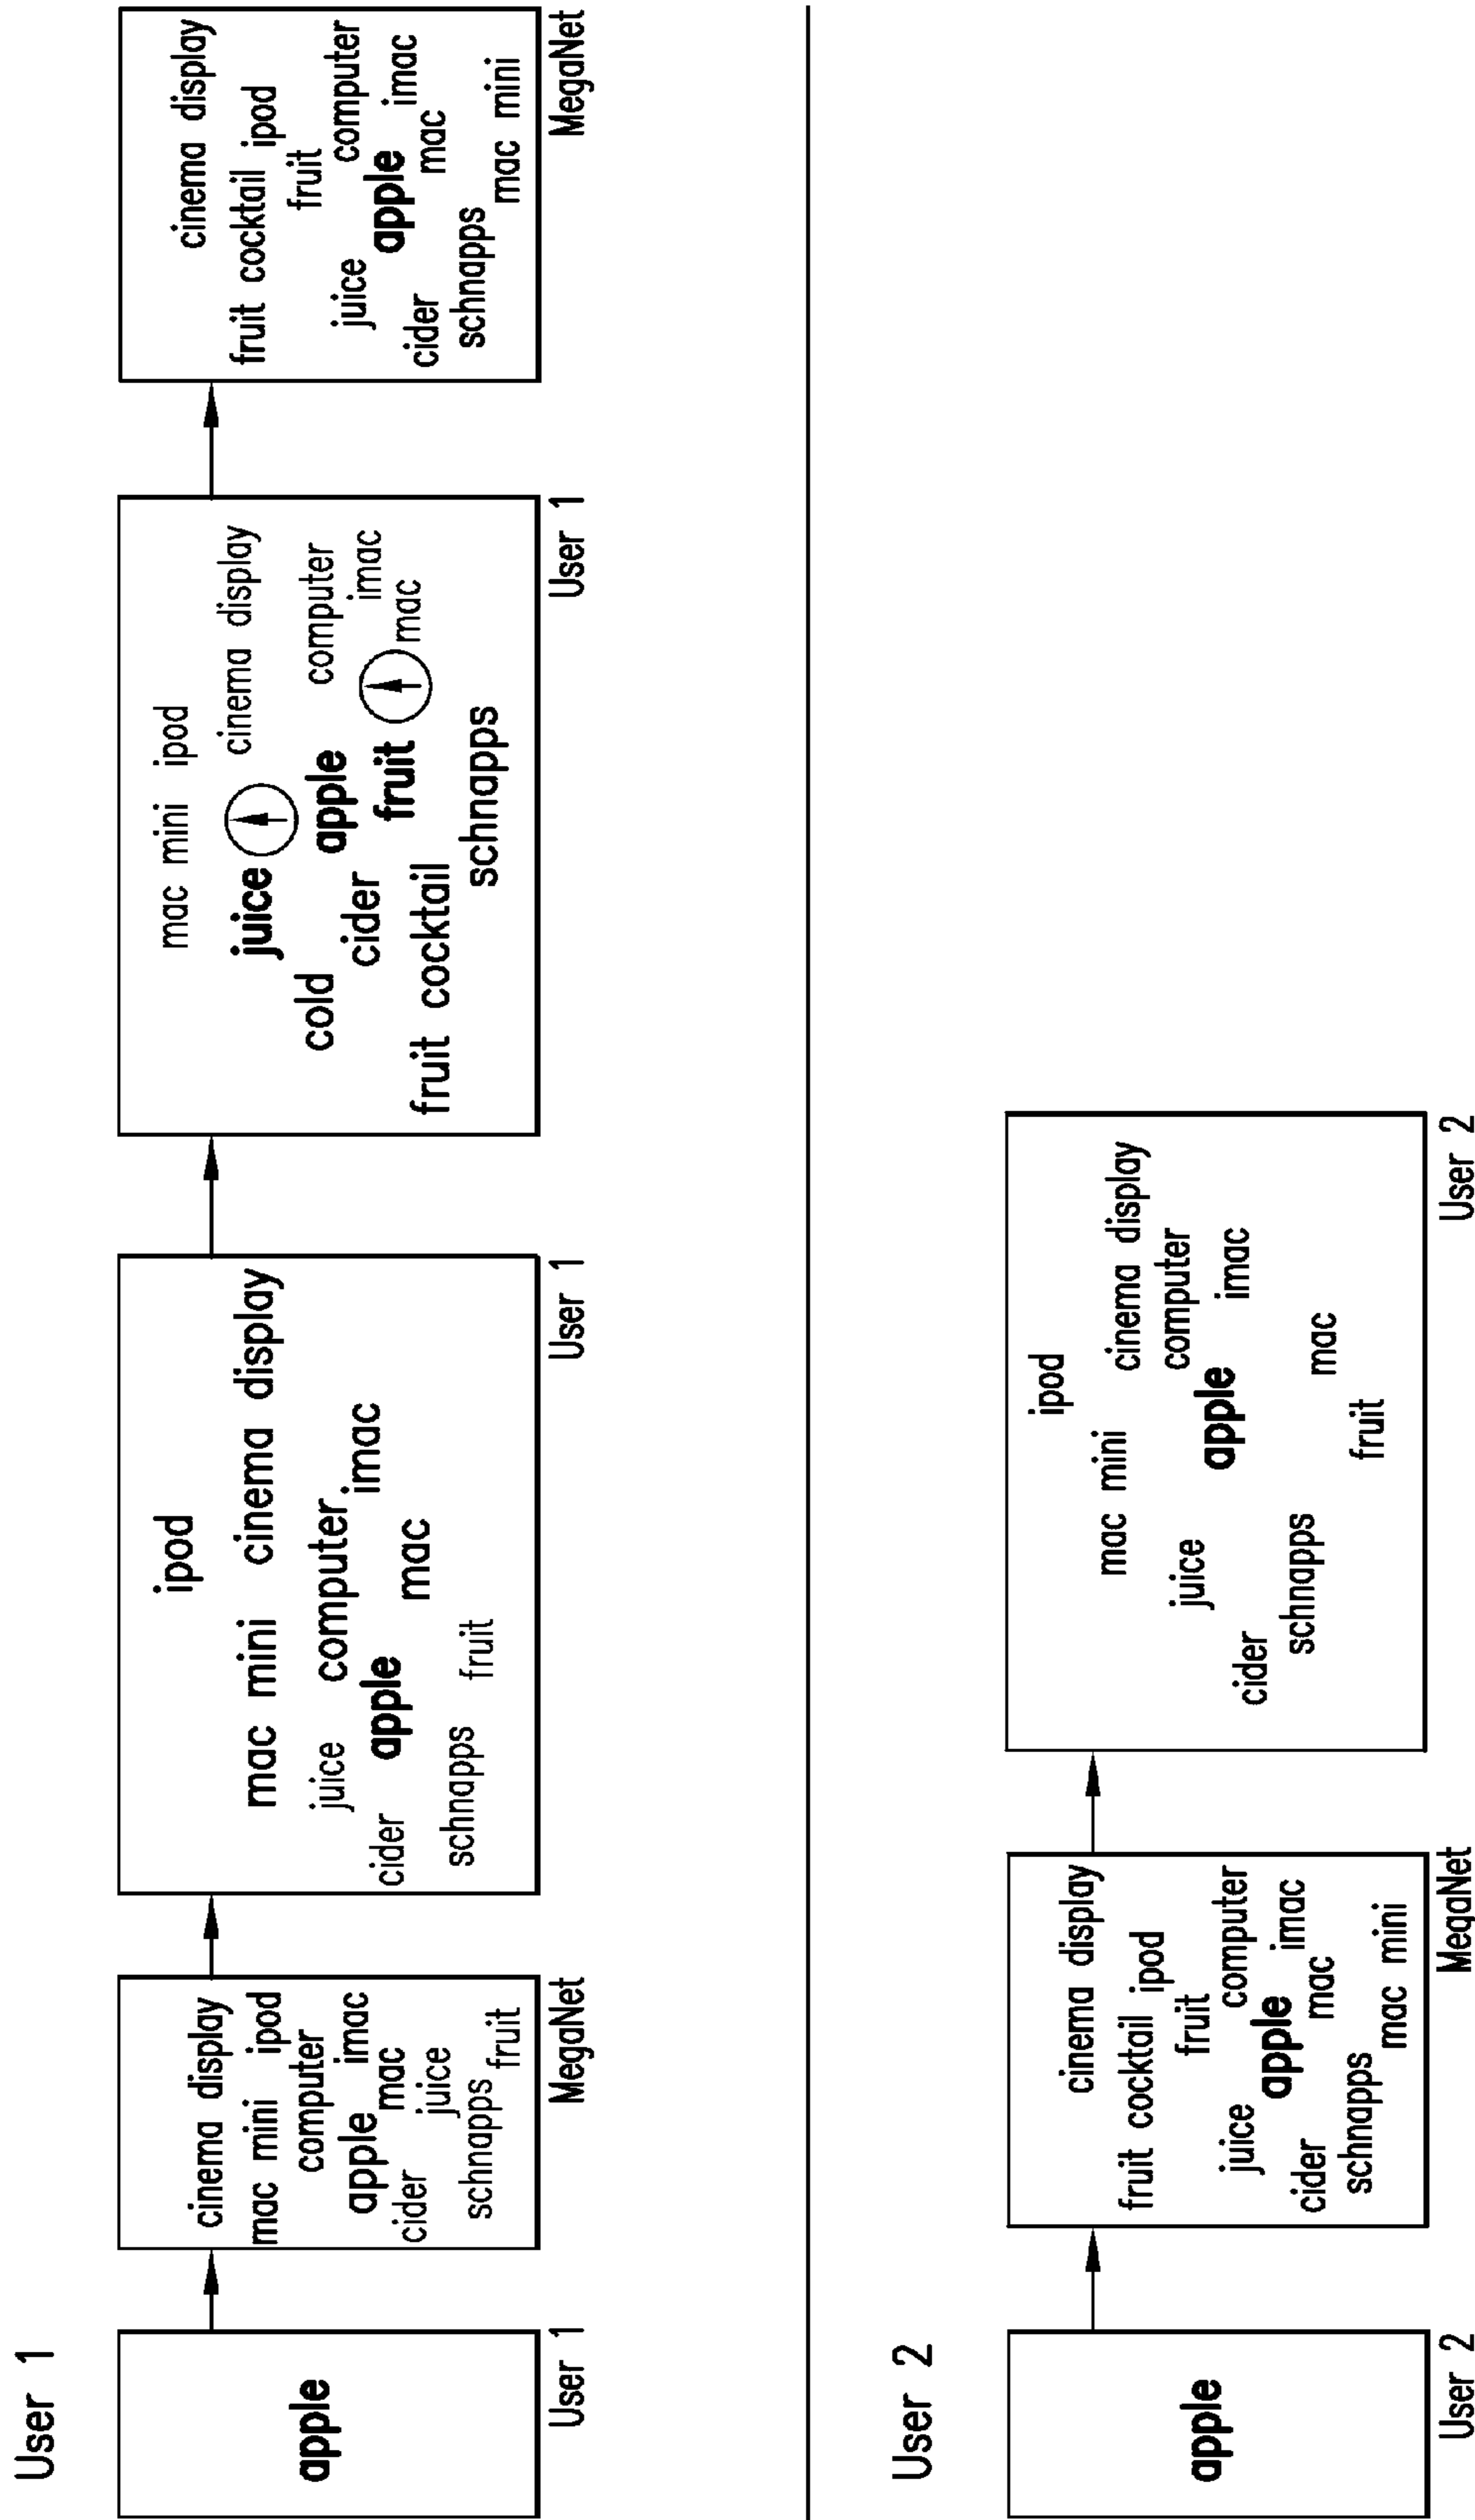 User 1
apple
User 1
cinema display
mac mini ipod
computer
apple imac
mac
cider juice
schnapps
fruit
MegaNet
ipod
mac mini cinema display
juice computer
apple imac
cider mac
schnapps fruit
User 1
mac mini ipod
juice cinema display
cold apple computer
cider imac
fruit mac
fruit cocktail
schnapps
User 1
cinema display
fruit cocktail ipod
fruit
juice computer
apple imac
cider mac
schnapps
mac mini
MegaNet
User 2
apple
User 2
cinema display
fruit cocktail ipod
fruit
juice computer
apple imac
cider mac
schnapps
mac mini
MegaNet
ipod
mac mini cinema display
juice computer
apple imac
cider
schnapps mac
fruit
User 2